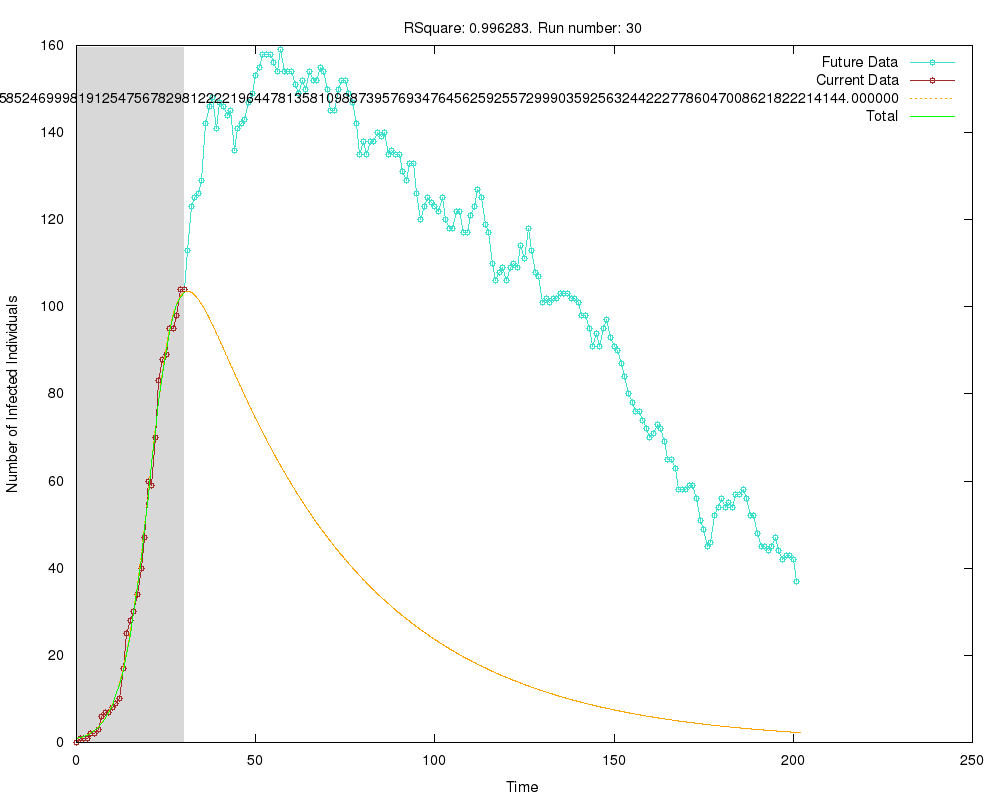 RSquare: 0.996283. Run number: 30
160
140
120
100
80
60
40
20
0
Number of Infected Individuals
Future Data
Current Data
Total
0
50
100
150
200
250
Time